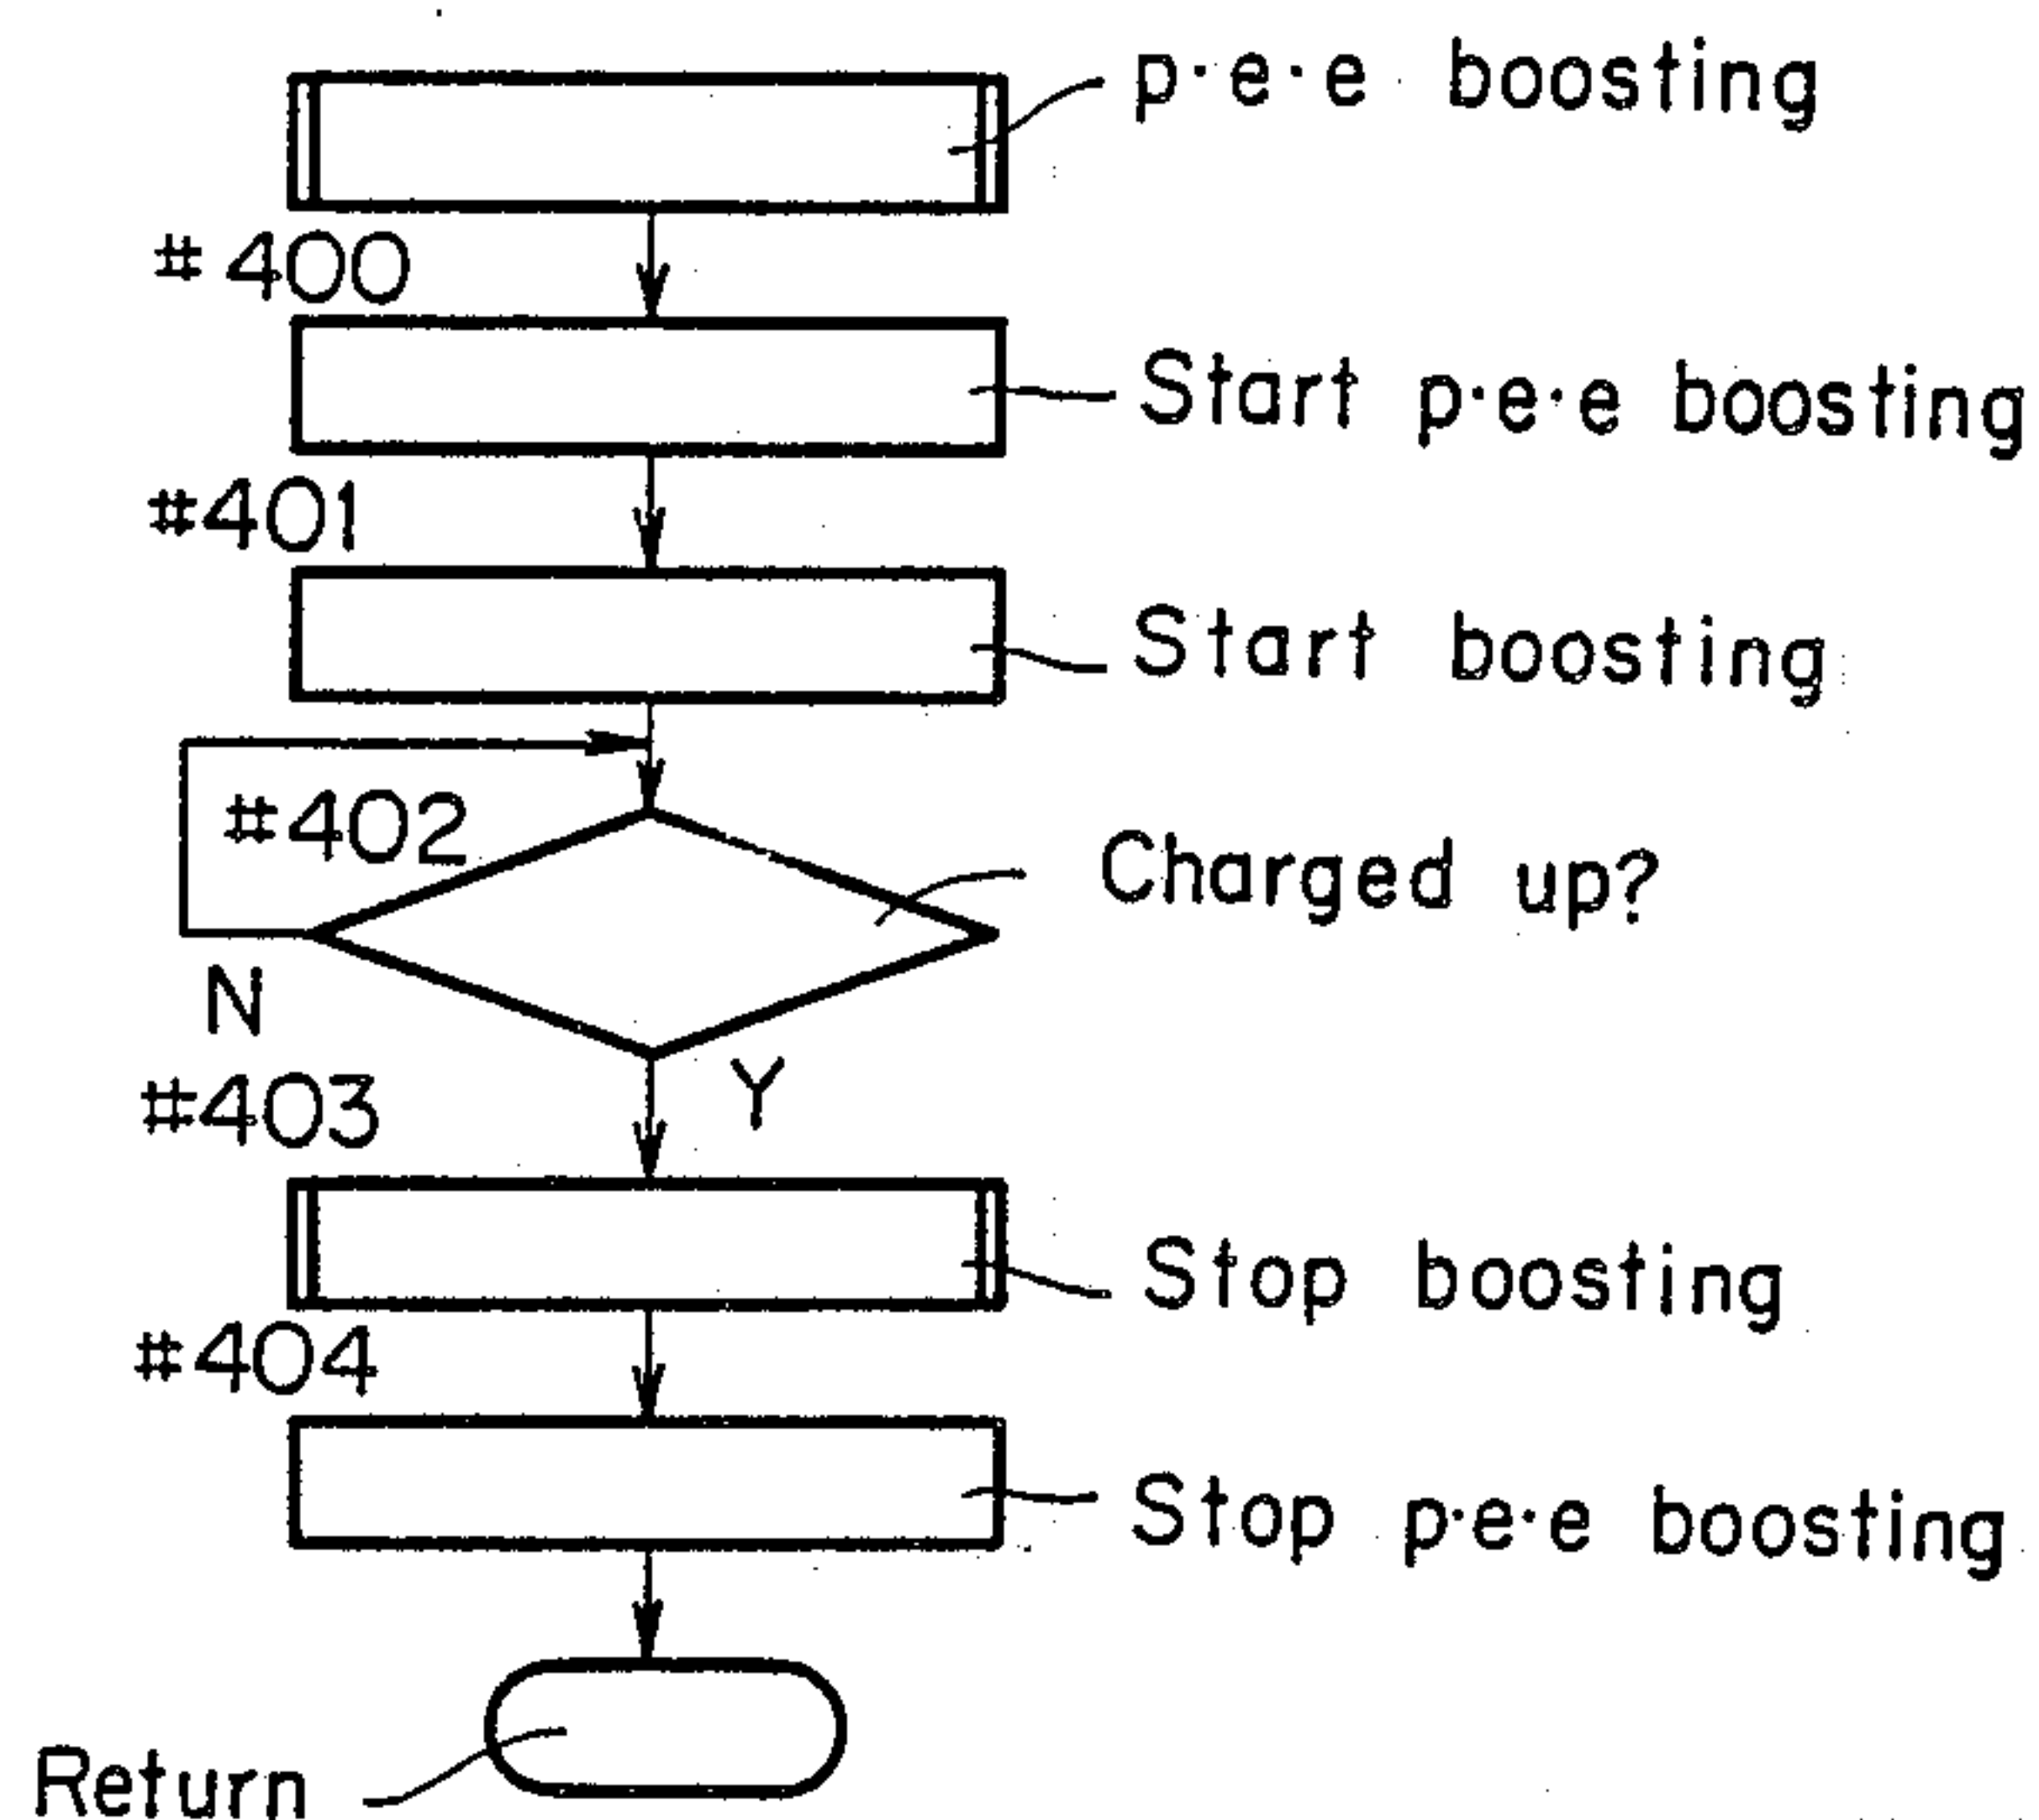 p·e·e boosting
#400
Start p·e·e boosting
#401
Start boosting
#402
Charged up?
N
Y
#403
Stop boosting
#404
Stop p·e·e boosting
Return